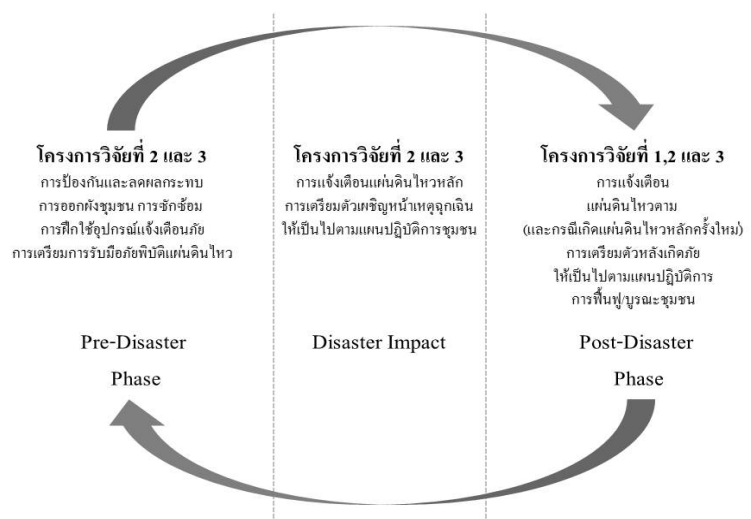 โครงการวิจัยที่ 2 และ 3
การป้องกันและลดผลกระทบ
การออกผังชุมชน การซักซ้อม
การฝึกใช้อุปกรณ์แจ้งเตือนภัย
การเตรียมการรับมือภัยพิบัติแผ่นดินไหว
Pre-Disaster
Phase
โครงการวิจัยที่ 2 และ 3
การแจ้งเตือนแผ่นดินไหวหลัก
การเตรียมตัวเผชิญหน้าเหตุฉุกเฉิน
ให้เป็นไปตามแผนปฏิบัติการชุมชน
Disaster Impact
โครงการวิจัยที่ 1,2 และ 3
การแจ้งเตือน
แผ่นดินไหวตาม
(และกรณีเกิดแผ่นดินไหวหลักครั้งใหม่)
การเตรียมตัวหลังเกิดภัย
ให้เป็นไปตามแผนปฏิบัติการ
การฟื้นฟู/บูรณะชุมชน
Post-Disaster
Phase